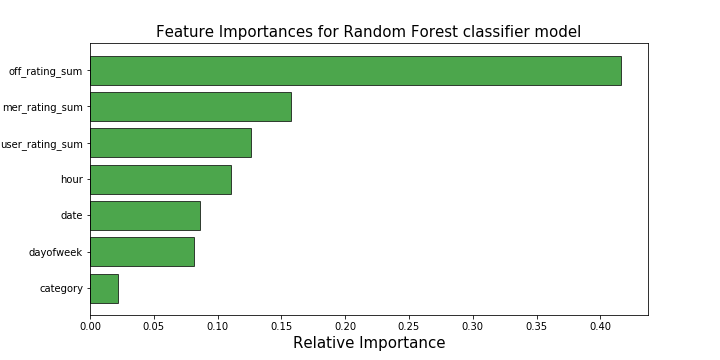 Feature Importances for Random Forest classifier model
off_rating_sum
mer_rating_sum
user_rating_sum
hour
date
dayofweek
category
0.00 0.05 0.10 0.15 0.20 0.25 0.30 0.35 0.40
Relative Importance